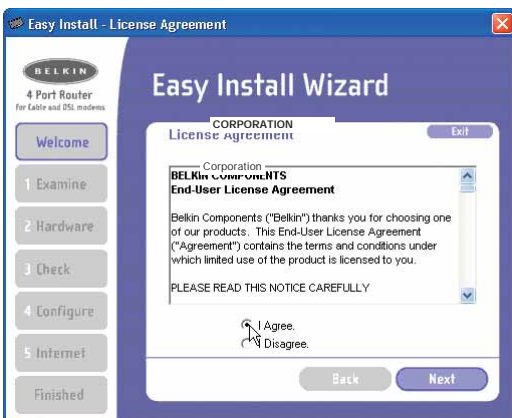 Easy Install - License Agreement
BELKIN
4 Port Router
for Cable and DSL modems
Easy Install Wizard
Welcome
1 Examine
2 Hardware
3 Check
4 Configure
5 Internet
Finished
CORPORATION
License Agreement
Exit
Corporation
BELKIN COMPONENTS
End-User License Agreement
Belkin Components ("Belkin") thanks you for choosing one
of our products. This End-User License Agreement
("Agreement") contains the terms and conditions under
which limited use of the product is licensed to you.
PLEASE READ THIS NOTICE CAREFULLY
I Agree.
I Disagree.
Back
Next